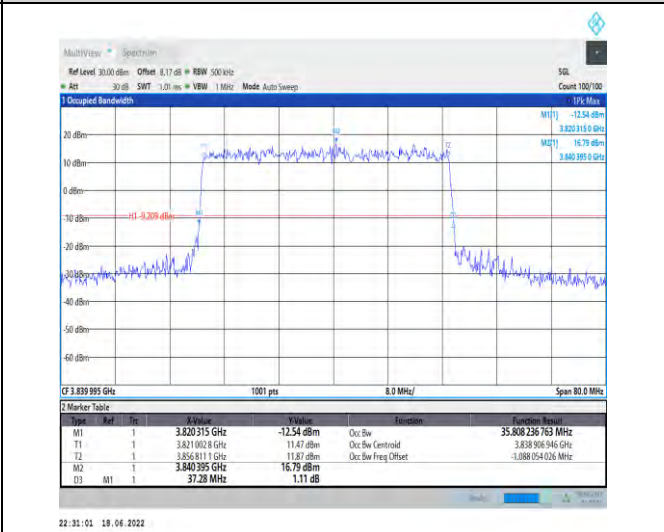 MultiView Spectrum
Ref Level 30.00 dBm Offset 8.17 dB RBW 500 kHz SGL
Att 30 dB SWT 1.01 ms VBW 1 MHz Mode Auto Sweep Count 100/100
1 Occupied Bandwidth 1Pk Max
M1[1] -12.54 dBm
3.820315 0 GHz
M2[1] 16.79 dBm
3.840 395 0 GHz
20 dBm
10 dBm
0 dBm
-10 dBm
H1 -9.209 dBm
M1
M2
T2
-20 dBm
-30 dBm
-40 dBm
-50 dBm
-60 dBm
CF 3.839 995 GHz 1001 pts 8.0 MHz/ Span 80.0 MHz
2 Marker Table
Type Ref Trc X-Value Y-Value Function Function Result
M1 1 3.820315 GHz -12.54 dBm Occ Bw 35.808 236 763 MHz
T1 1 3.821 002 8 GHz 11.47 dBm Occ Bw Centroid 3.838 906 946 GHz
T2 1 3.856 811 1 GHz 11.87 dBm Occ Bw Freq Offset -1.088 054 026 MHz
M2 1 3.840 395 GHz 16.79 dBm
D3 M1 1 37.28 MHz 1.11 dB
22:31:01 18.06.2022